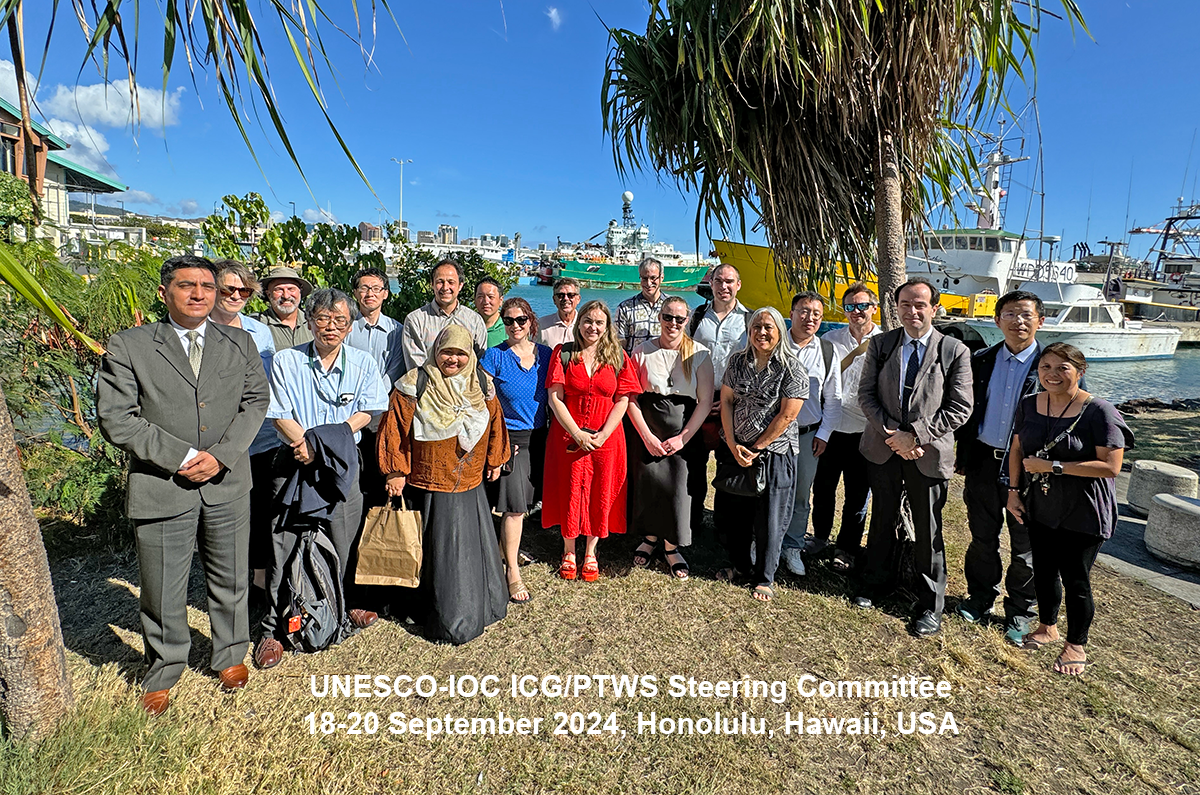 UNESCO-IOC ICG/PTWS Steering Committee
18-20 September 2024, Honolulu, Hawaii, USA